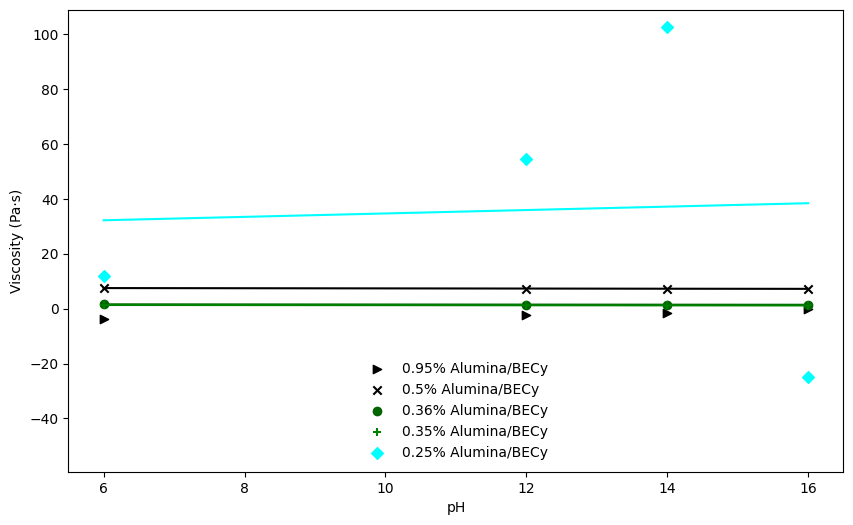 100
80
60
40
20
0
−20
−40
Viscosity (Pa·s)
0.95% Alumina/BECy
0.5% Alumina/BECy
0.36% Alumina/BECy
0.35% Alumina/BECy
0.25% Alumina/BECy
6 8 10 12 14 16
pH